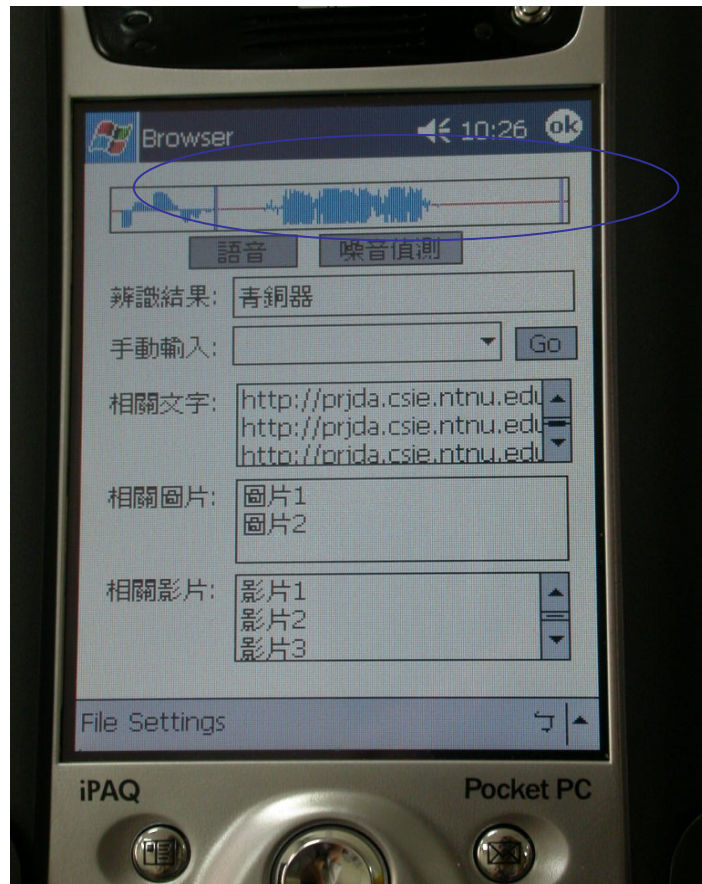 Browser 10:26 ok
語音 噪音偵測
辨識結果: 青銅器
手動輸入: Go
相關文字: http://prjda.csie.ntnu.edu
http://prjda.csie.ntnu.edu
http://prjda.csie.ntnu.edu
相關圖片: 圖片1
圖片2
相關影片: 影片1
影片2
影片3
File Settings ㄅ
iPAQ Pocket PC